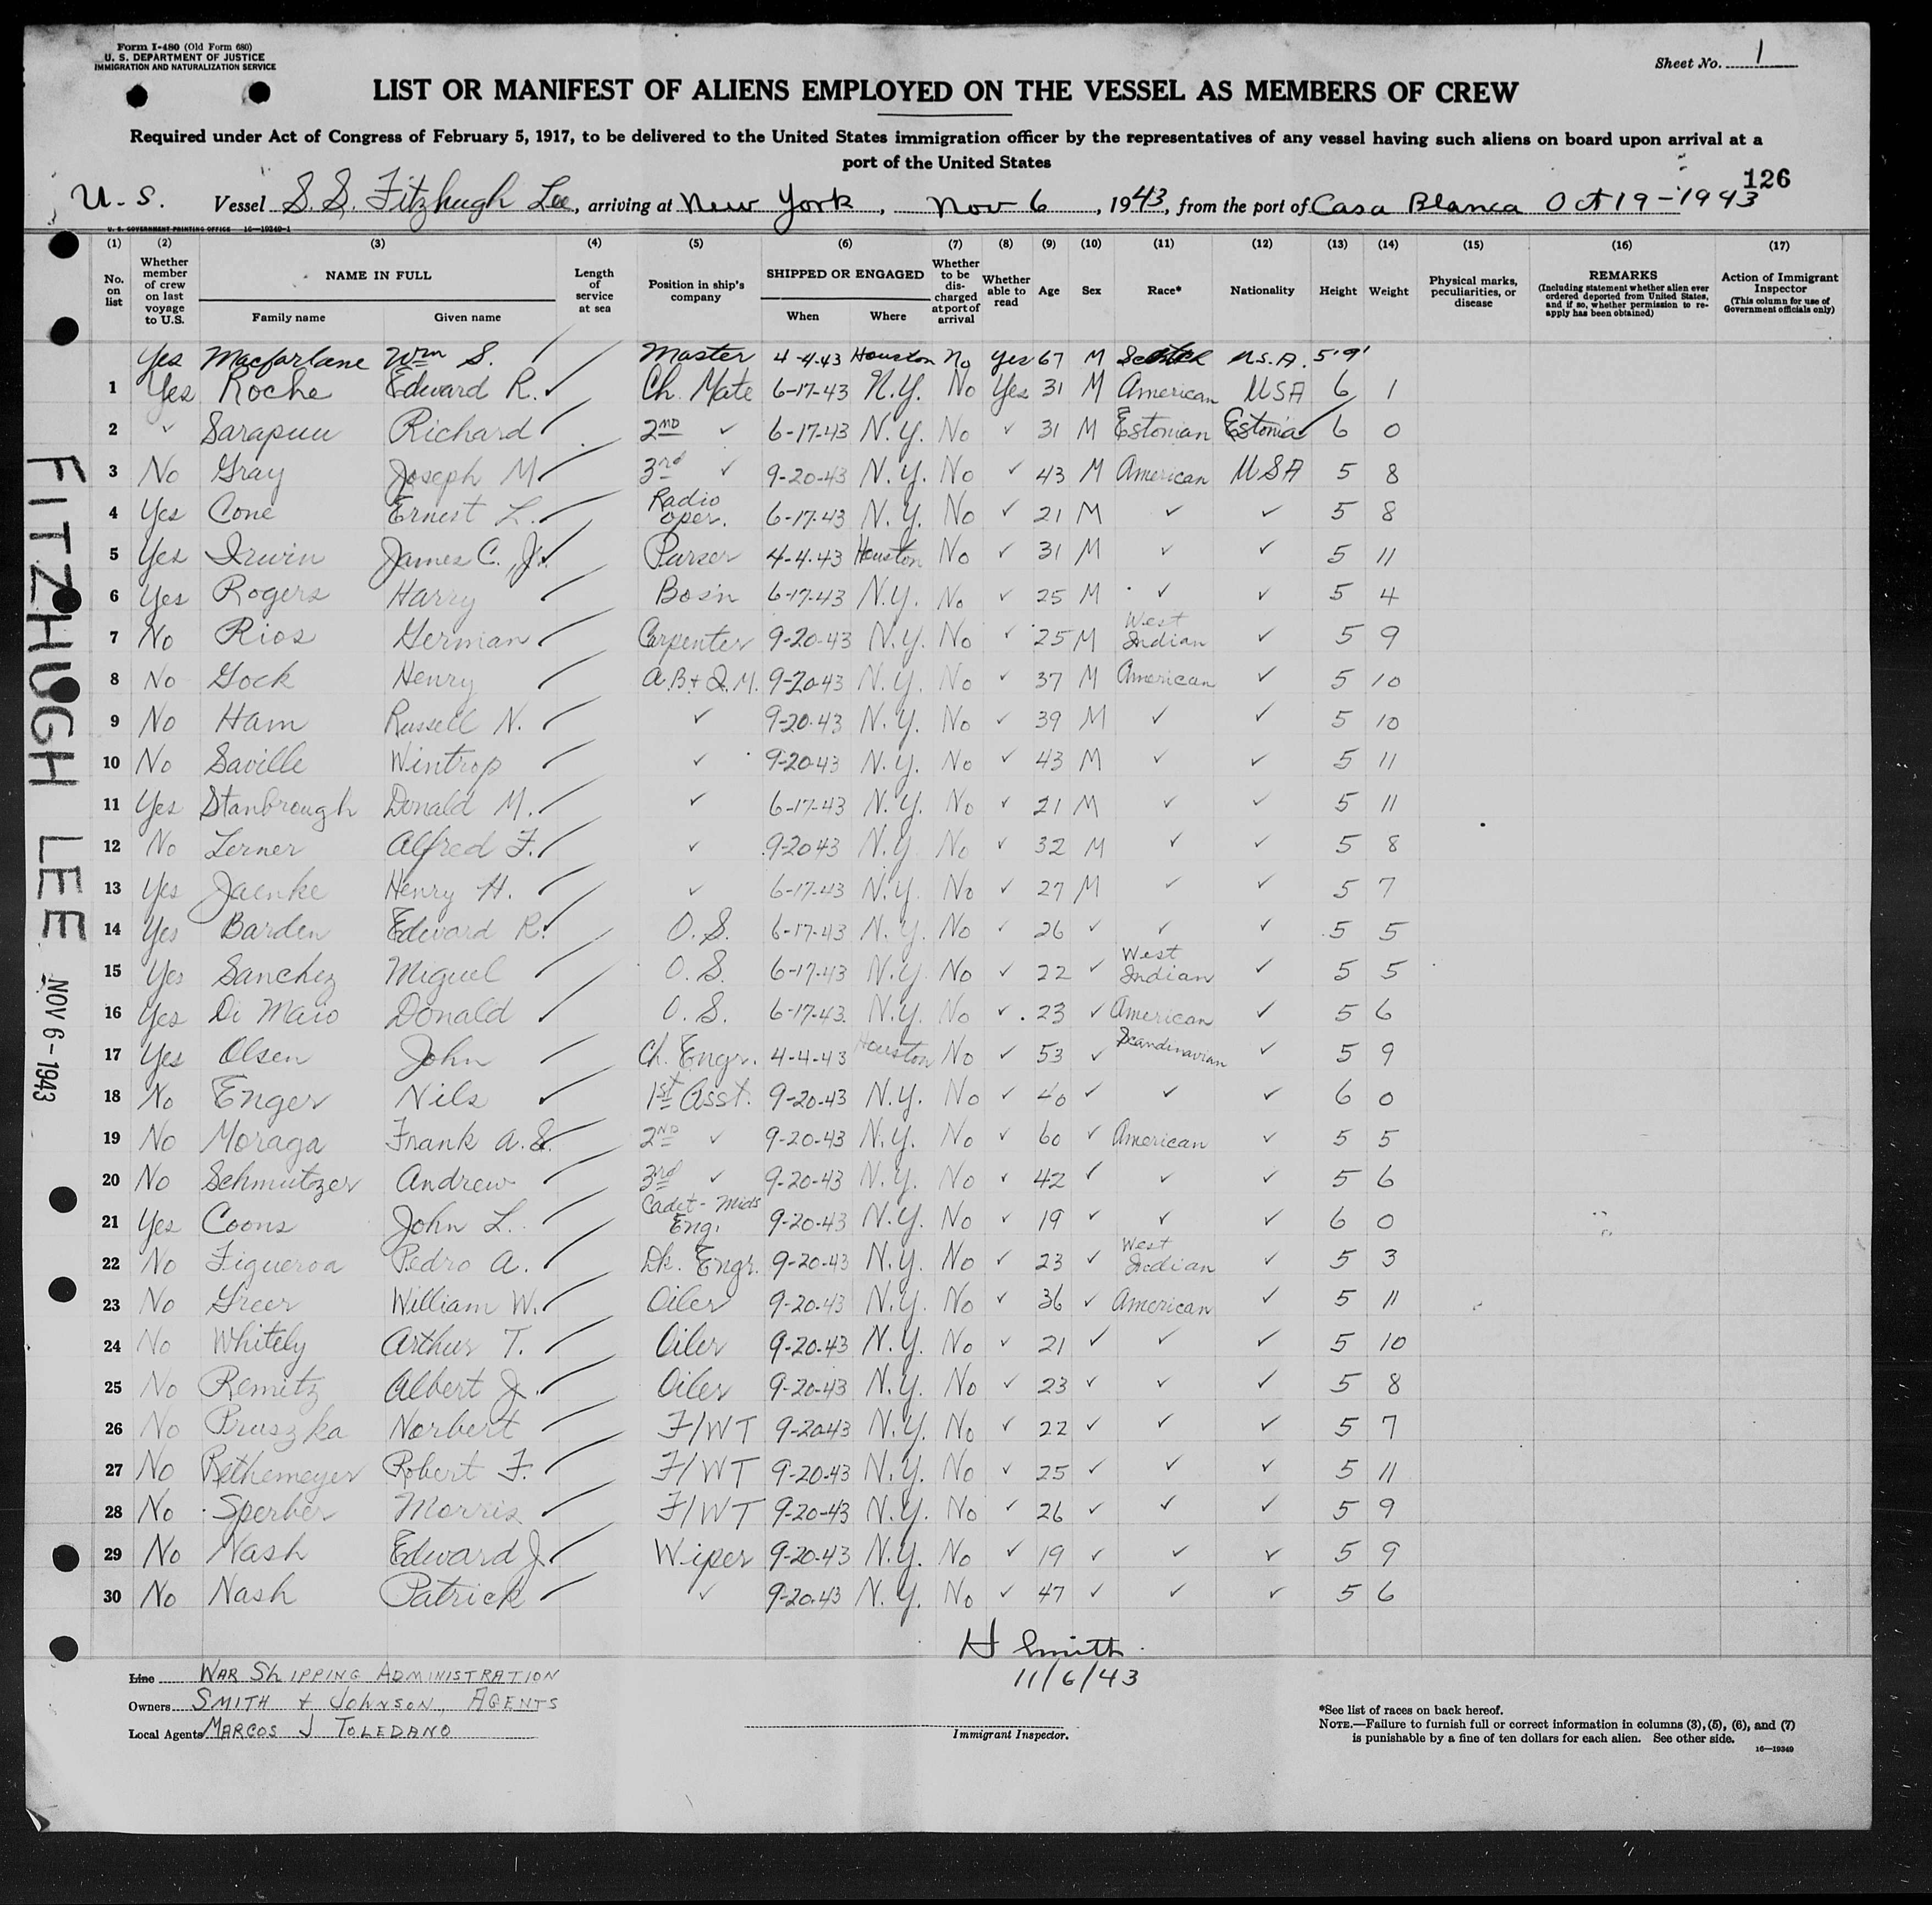 Form I-480 (Old Form 680)
U. S. DEPARTMENT OF JUSTICE
IMMIGRATION AND NATURALIZATION SERVICE
Sheet No. 1
LIST OR MANIFEST OF ALIENS EMPLOYED ON THE VESSEL AS MEMBERS OF CREW
Required under Act of Congress of February 5, 1917, to be delivered to the United States immigration officer by the representatives of any vessel having such aliens on board upon arrival at a
port of the United States
126
U.S. Vessel S.S. Fitzhugh Lee, arriving at New York, Nov 6, 1943, from the port of Casa Blanca Oct 19-1943
U. S. GOVERNMENT PRINTING OFFICE 16-19349-1
(1) (2) (3) (4) (5) (6) (7) (8) (9) (10) (11) (12) (13) (14) (15) (16) (17)
No. on list Whether member of crew on last voyage to U.S. NAME IN FULL Family name Given name Length of service at sea Position in ship's company SHIPPED OR ENGAGED When Where Whether to be discharged at port of arrival Whether able to read Age Sex Race* Nationality Height Weight Physical marks, peculiarities, or disease REMARKS (Including statement whether alien ever ordered deported from United States, and if so, whether permission to re-apply has been obtained) Action of Immigrant Inspector (This column for use of Government officials only)
Yes Macfarlane Wm S. ✓ Master 4-4-43 Houston No Yes 67 M U.S.A. 5'9'
1 Yes Roche Edward R. ✓ Ch. Mate 6-17-43 N.Y. No Yes 31 M American USA 6 1
2 ✓ Sarapuu Richard ✓ 2ND ✓ 6-17-43 N.Y. No ✓ 31 M Estonian Estonia 6 0
3 No Gray Joseph M ✓ 3rd ✓ 9-20-43 N.Y. No ✓ 43 M American USA 5 8
4 Yes Cone Ernest L. ✓ Radio oper. 6-17-43 N.Y. No ✓ 21 M ✓ ✓ 5 8
5 Yes Irwin James C., Jr. ✓ Purser 4-4-43 Houston No ✓ 31 M ✓ ✓ 5 11
6 Yes Rogers Harry ✓ Bosn 6-17-43 N.Y. No ✓ 25 M ✓ ✓ 5 4
7 No Rios German ✓ Carpenter 9-20-43 N.Y. No ✓ 25 M West Indian ✓ 5 9
8 No Gock Henry ✓ A.B. + Q.M. 9-20-43 N.Y. No ✓ 37 M American ✓ 5 10
9 No Ham Russell N. ✓ ✓ 9-20-43 N.Y. No ✓ 39 M ✓ ✓ 5 10
10 No Saville Wintrop ✓ ✓ 9-20-43 N.Y. No ✓ 43 M ✓ ✓ 5 11
11 Yes Stanbrough Donald M. ✓ ✓ 6-17-43 N.Y. No ✓ 21 M ✓ ✓ 5 11
12 No Lerner Alfred F. ✓ ✓ 9-20-43 N.Y. No ✓ 32 M ✓ ✓ 5 8
13 Yes Jaenke Henry H. ✓ ✓ 6-17-43 N.Y. No ✓ 27 M ✓ ✓ 5 7
14 Yes Barden Edward R. ✓ O.S. 6-17-43 N.Y. No ✓ 26 ✓ ✓ ✓ 5 5
15 Yes Sanchez Miguel ✓ O.S. 6-17-43 N.Y. No ✓ 22 ✓ West Indian ✓ 5 5
16 Yes Di Maio Donald ✓ O.S. 6-17-43 N.Y. No ✓ 23 ✓ American ✓ 5 6
17 Yes Olsen John ✓ Ch. Engr. 4-4-43 Houston No ✓ 53 ✓ Scandinavian ✓ 5 9
18 No Enger Nils ✓ 1st Asst. 9-20-43 N.Y. No ✓ 40 ✓ ✓ ✓ 6 0
19 No Moraga Frank A. S. ✓ 2ND ✓ 9-20-43 N.Y. No ✓ 60 ✓ American ✓ 5 5
20 No Schmutzer Andrew ✓ 3rd ✓ 9-20-43 N.Y. No ✓ 42 ✓ ✓ ✓ 5 6
21 Yes Coons John L. ✓ Cadet-Mids Eng. 9-20-43 N.Y. No ✓ 19 ✓ ✓ ✓ 6 0
22 No Figueroa Pedro A. ✓ Dk. Engr. 9-20-43 N.Y. No ✓ 23 ✓ West Indian ✓ 5 3
23 No Greer William W. ✓ Oiler 9-20-43 N.Y. No ✓ 36 ✓ American ✓ 5 11
24 No Whitely Arthur T. ✓ Oiler 9-20-43 N.Y. No ✓ 21 ✓ ✓ ✓ 5 10
25 No Remitz Albert J. ✓ Oiler 9-20-43 N.Y. No ✓ 23 ✓ ✓ ✓ 5 8
26 No Pruszka Norbert ✓ F/WT 9-20-43 N.Y. No ✓ 22 ✓ ✓ ✓ 5 7
27 No Pethemeyer Robert F. ✓ F/WT 9-20-43 N.Y. No ✓ 25 ✓ ✓ ✓ 5 11
28 No Sperber Morris ✓ F/WT 9-20-43 N.Y. No ✓ 26 ✓ ✓ ✓ 5 9
29 No Nash Edward J. ✓ Wiper 9-20-43 N.Y. No ✓ 19 ✓ ✓ ✓ 5 9
30 No Nash Patrick ✓ ✓ 9-20-43 N.Y. No ✓ 47 ✓ ✓ ✓ 5 6
FITZHUGH LEE NOV 6-1943
H Smith
11/6/43
Immigrant Inspector.
Line WAR SHIPPING ADMINISTRATION
Owners SMITH & JOHNSON, AGENTS
Local Agents MARCOS J TOLEDANO
*See list of races on back hereof.
NOTE.—Failure to furnish full or correct information in columns (3), (5), (6), and (7)
is punishable by a fine of ten dollars for each alien. See other side.
16-19349